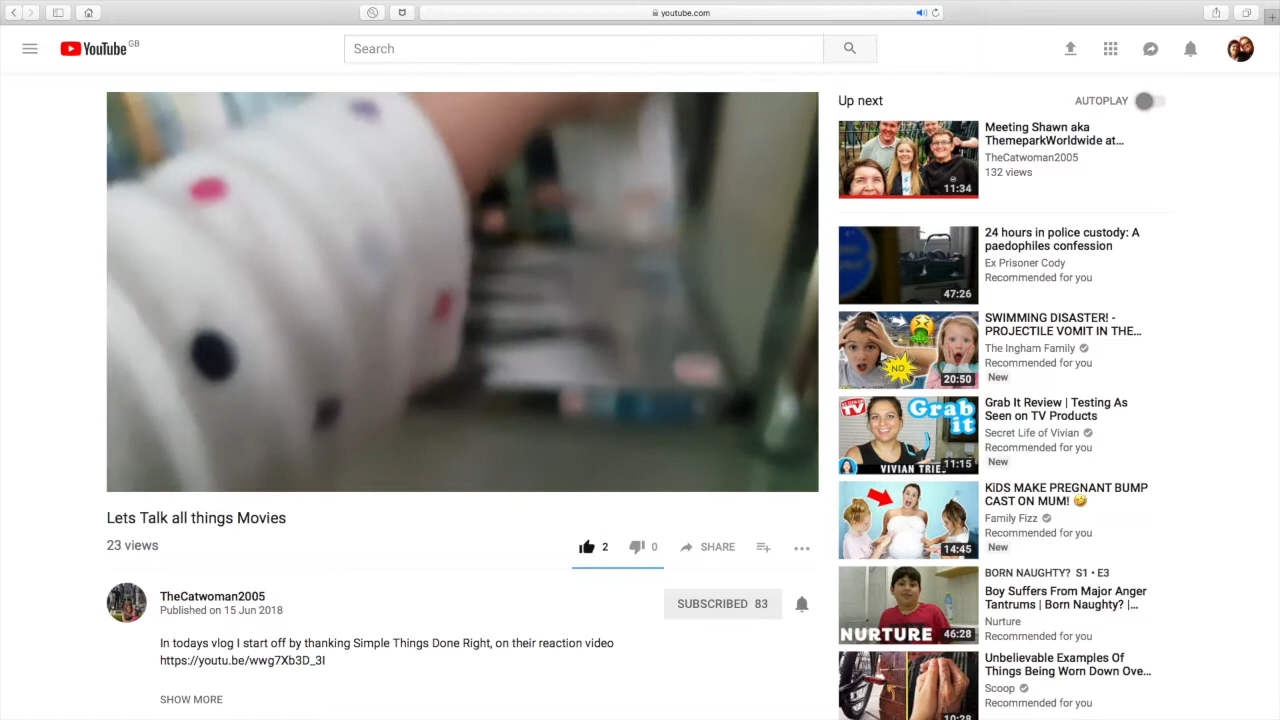 youtube.com
YouTube GB
Search
Up next
AUTOPLAY
Meeting Shawn aka
ThemeparkWorldwide at...
TheCatwoman2005
132 views
11:34
24 hours in police custody: A
paedophiles confession
Ex Prisoner Cody
Recommended for you
47:26
SWIMMING DISASTER! -
PROJECTILE VOMIT IN THE...
The Ingham Family
Recommended for you
New
NO
20:50
Grab It Review | Testing As
Seen on TV Products
Secret Life of Vivian
Recommended for you
New
TV
Grab
it
VIVIAN TRIES
11:15
KiDS MAKE PREGNANT BUMP
CAST ON MUM! 🤣
Family Fizz
Recommended for you
New
14:45
BORN NAUGHTY? S1 • E3
Boy Suffers From Major Anger
Tantrums | Born Naughty? |...
Nurture
Recommended for you
NURTURE
46:28
Unbelievable Examples Of
Things Being Worn Down Ove...
Scoop
Recommended for you
10:28
Lets Talk all things Movies
23 views
2
0
SHARE
TheCatwoman2005
Published on 15 Jun 2018
SUBSCRIBED 83
In todays vlog I start off by thanking Simple Things Done Right, on their reaction video
https://youtu.be/wwg7Xb3D_3I
SHOW MORE